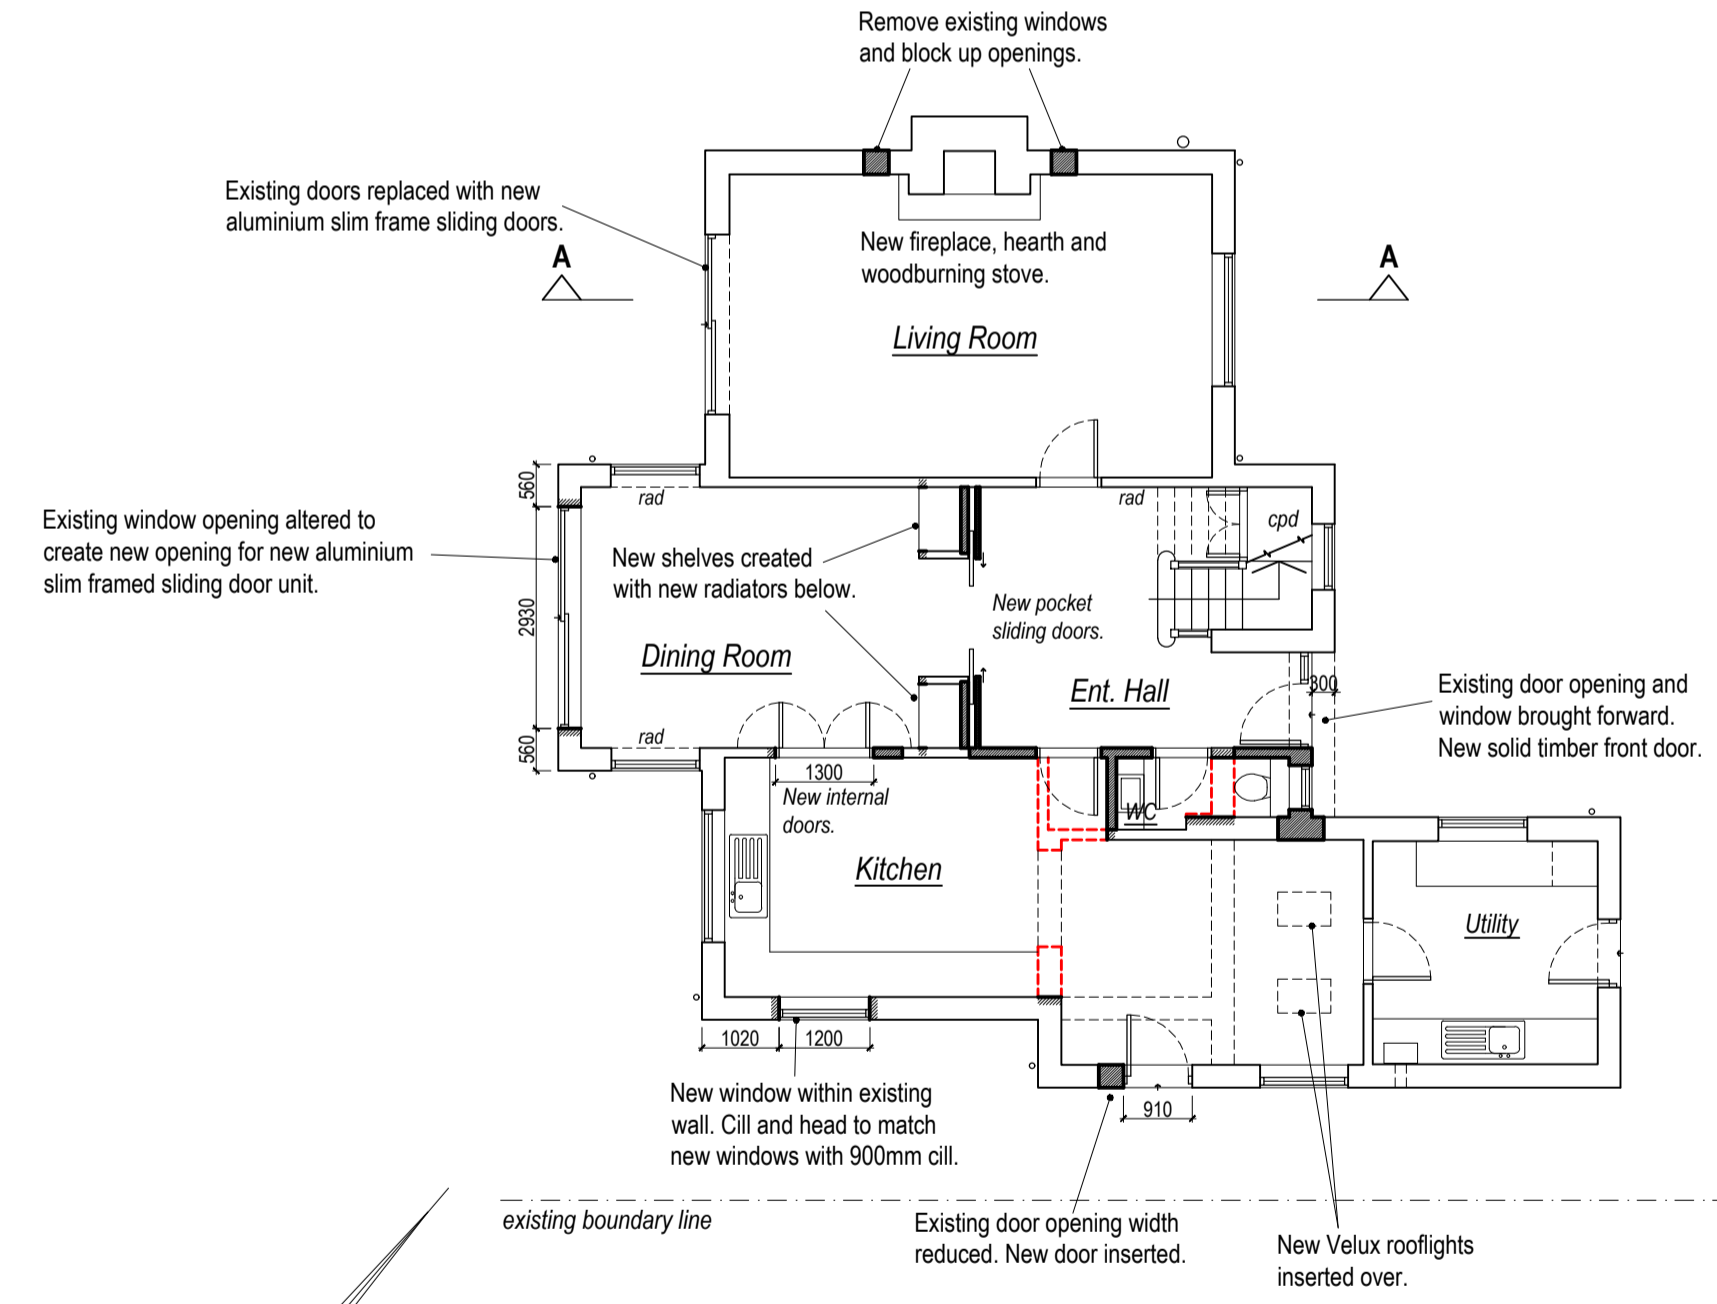 Remove existing windows
and block up openings.
Existing doors replaced with new
aluminium slim frame sliding doors.
A
A
New fireplace, hearth and
woodburning stove.
Living Room
560
rad
rad
cpd
Existing window opening altered to
create new opening for new aluminium
slim framed sliding door unit.
New shelves created
with new radiators below.
2930
New pocket
sliding doors.
Dining Room
Ent. Hall
300
Existing door opening and
window brought forward.
New solid timber front door.
560
rad
1300
New internal
doors.
WC
Kitchen
Utility
1020
1200
New window within existing
wall. Cill and head to match
new windows with 900mm cill.
910
existing boundary line
Existing door opening width
reduced. New door inserted.
New Velux rooflights
inserted over.